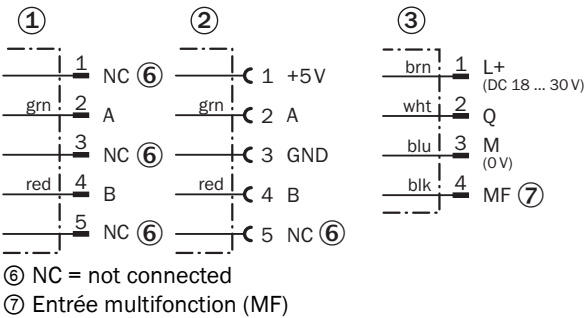 ① ② ③
1 NC ⑥
grn 2 A
3 NC ⑥
red 4 B
5 NC ⑥
1 +5V
grn 2 A
3 GND
red 4 B
5 NC ⑥
brn 1 L+
(DC 18 ... 30 V)
wht 2 Q
blu 3 M
(0 V)
blk 4 MF ⑦
⑥ NC = not connected
⑦ Entrée multifonction (MF)